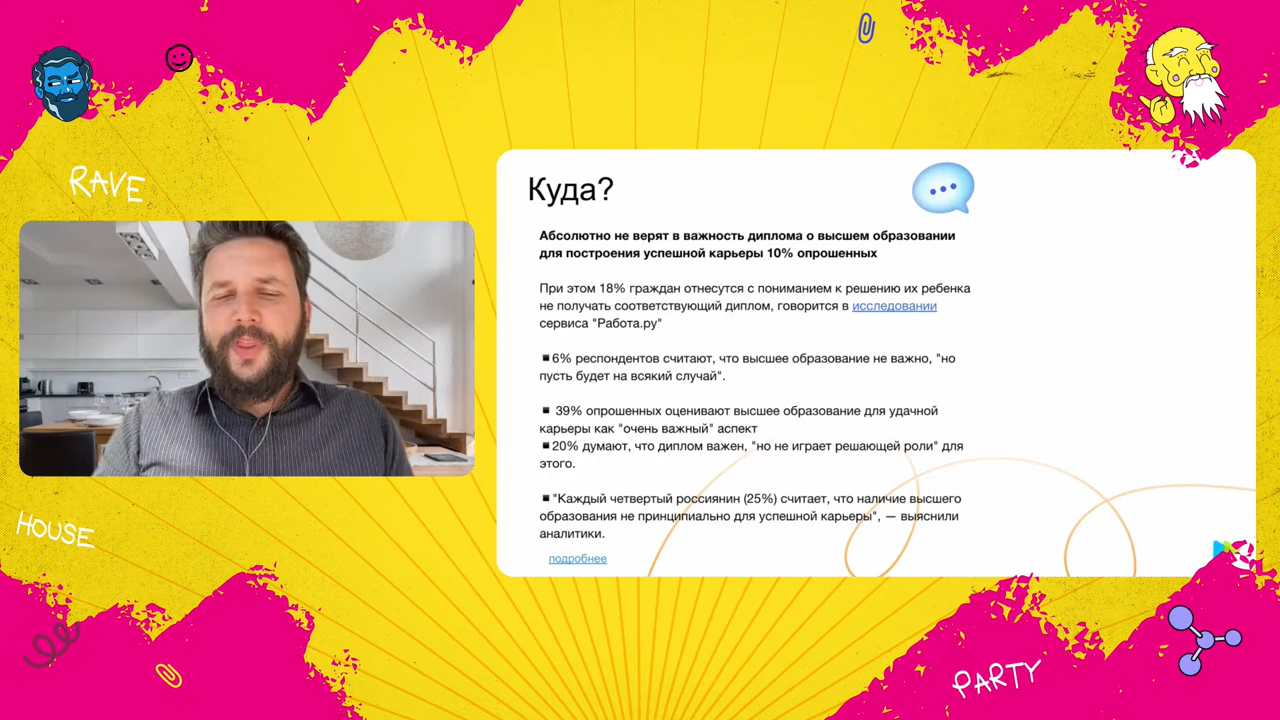 RAVE
HOUSE
Куда?
Абсолютно не верят в важность диплома о высшем образовании
для построения успешной карьеры 10% опрошенных
При этом 18% граждан отнесутся с пониманием к решению их ребенка
не получать соответствующий диплом, говорится в исследовании
сервиса "Работа.ру"
▪6% респондентов считают, что высшее образование не важно, "но
пусть будет на всякий случай".
▪ 39% опрошенных оценивают высшее образование для удачной
карьеры как "очень важный" аспект
▪20% думают, что диплом важен, "но не играет решающей роли" для
этого.
▪"Каждый четвертый россиянин (25%) считает, что наличие высшего
образования не принципиально для успешной карьеры", — выяснили
аналитики.
подробнее
PARTY